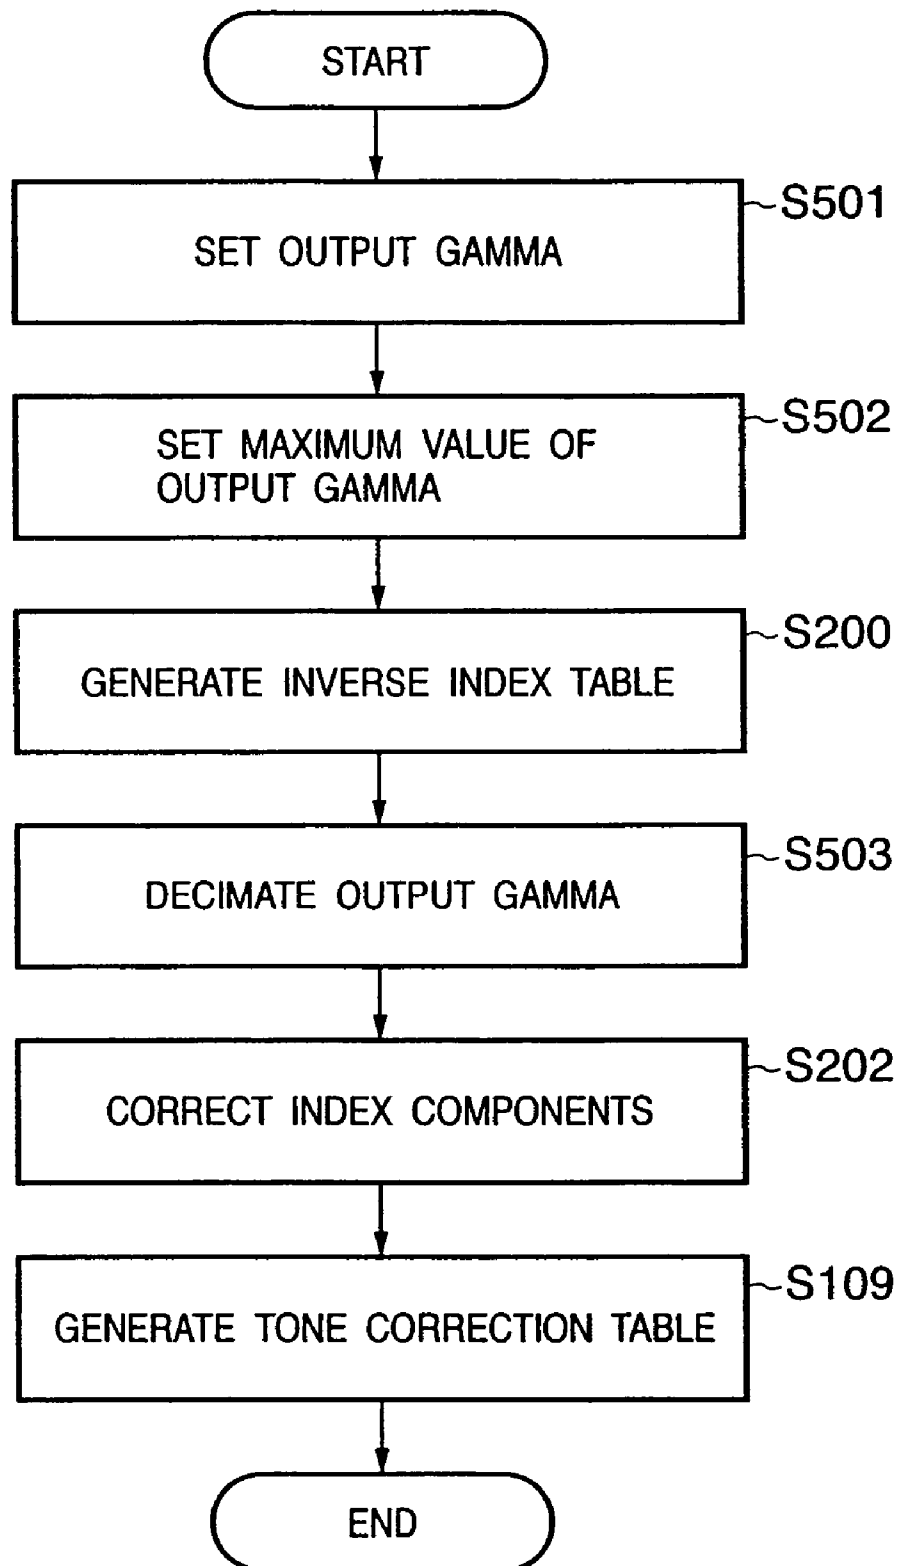 START
S501
SET OUTPUT GAMMA
S502
SET MAXIMUM VALUE OF
OUTPUT GAMMA
S200
GENERATE INVERSE INDEX TABLE
S503
DECIMATE OUTPUT GAMMA
S202
CORRECT INDEX COMPONENTS
S109
GENERATE TONE CORRECTION TABLE
END